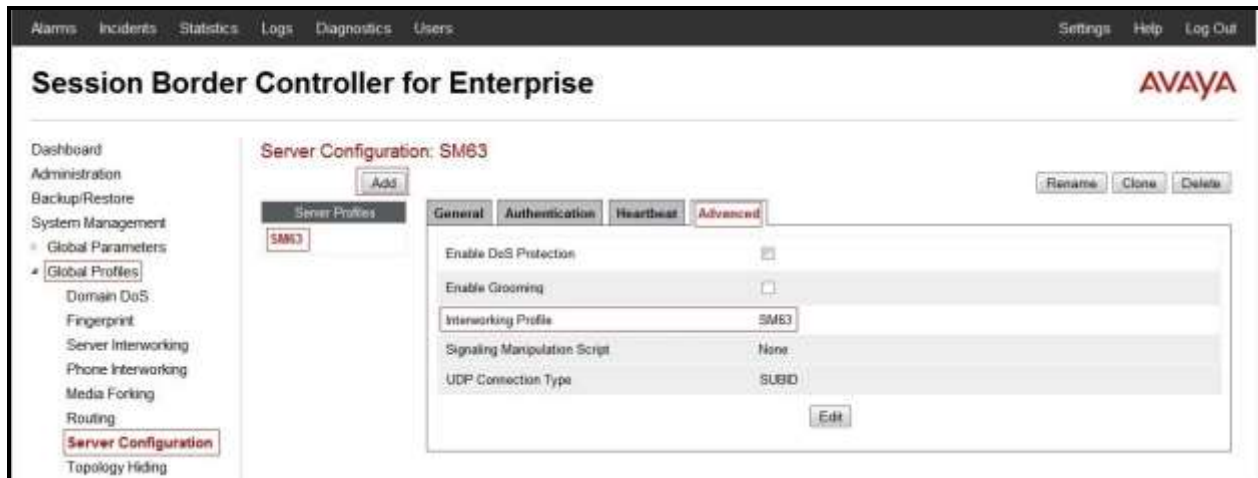 Alarms Incidents Statistics Logs Diagnostics Users Settings Help Log Out
Session Border Controller for Enterprise
AVAYA
Dashboard
Administration
Backup/Restore
System Management
Global Parameters
Global Profiles
Domain DoS
Fingerprint
Server Interworking
Phone Interworking
Media Forking
Routing
Server Configuration
Topology Hiding
Server Configuration: SM63
Add
Rename Clone Delete
Server Profiles
SM63
General Authentication Heartbeat Advanced
Enable DoS Protection
Enable Grooming
Interworking Profile SM63
Signaling Manipulation Script None
UDP Connection Type SUBID
Edit